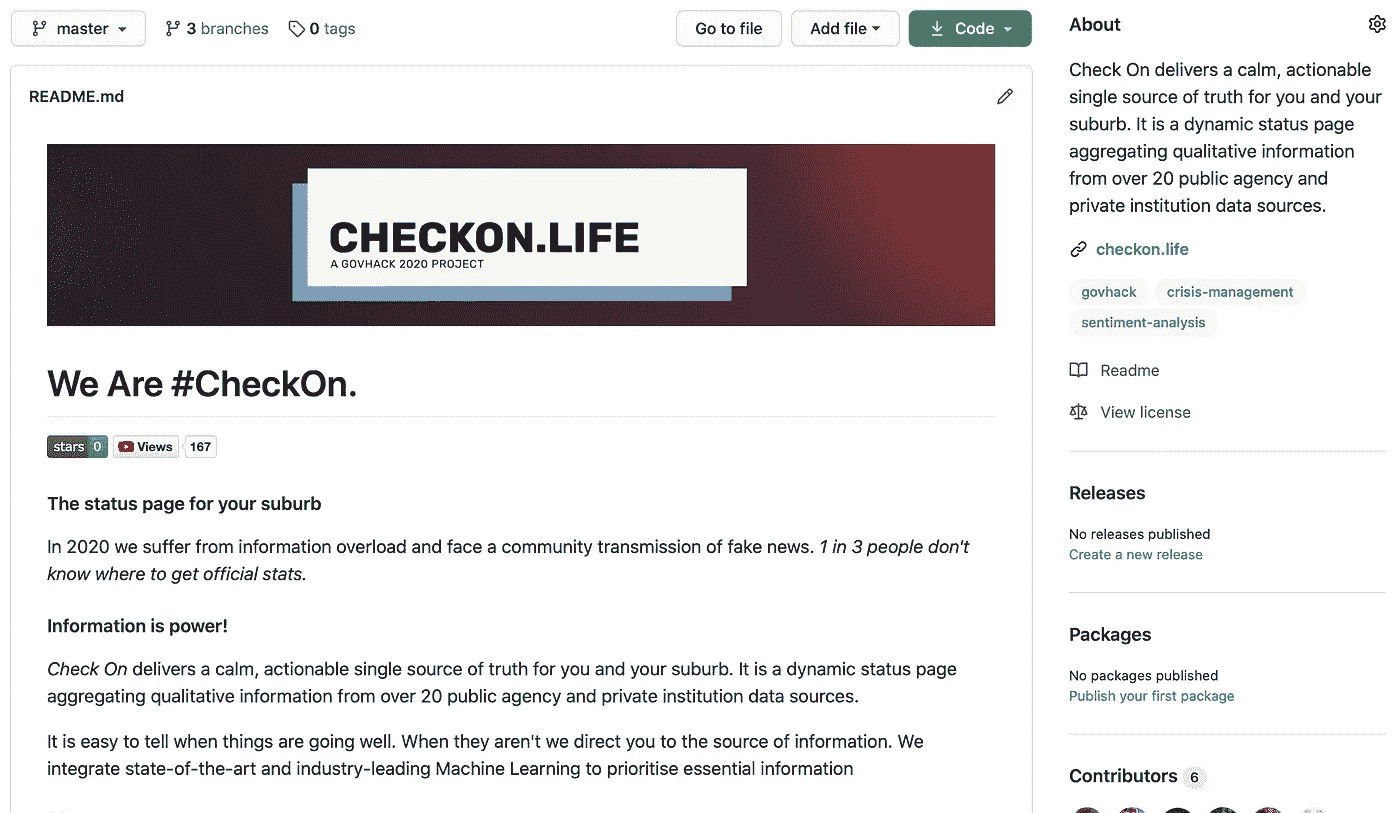 master
3 branches
0 tags
Go to file
Add file
Code
README.md
CHECKON.LIFE
A GOVHACK 2020 PROJECT
We Are #CheckOn.
stars 0 Views 167
The status page for your suburb
In 2020 we suffer from information overload and face a community transmission of fake news. 1 in 3 people don't
know where to get official stats.
Information is power!
Check On delivers a calm, actionable single source of truth for you and your suburb. It is a dynamic status page
aggregating qualitative information from over 20 public agency and private institution data sources.
It is easy to tell when things are going well. When they aren't we direct you to the source of information. We
integrate state-of-the-art and industry-leading Machine Learning to prioritise essential information
About
Check On delivers a calm, actionable
single source of truth for you and your
suburb. It is a dynamic status page
aggregating qualitative information
from over 20 public agency and
private institution data sources.
checkon.life
govhack crisis-management
sentiment-analysis
Readme
View license
Releases
No releases published
Create a new release
Packages
No packages published
Publish your first package
Contributors 6